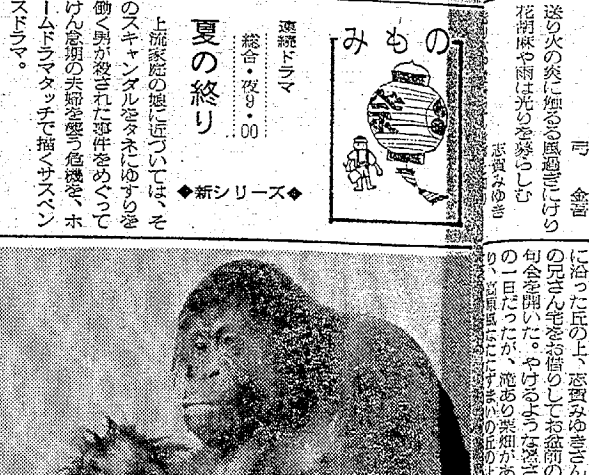 送り火の炎に触るる風過ぎにけり
花胡麻や雨は光りを募らしむ
志賀みゆき
に沿った丘の上、志賀みゆきさん
の兄さん宅をお借りしてお盆前の
句会を開いた。やけるような暑さ
の一日だったが、滝あり栗畑があ
みもの
連続ドラマ
総合・夜9・00
夏の終り
◆新シリーズ◆
上流家庭の娘に近づいては、そ
のスキャンダルをタネにゆすりを
働く男が殺された事件をめぐって
けん怠期の夫婦を襲う危機を、ホ
ームドラマタッチで描くサスペン
スドラマ。